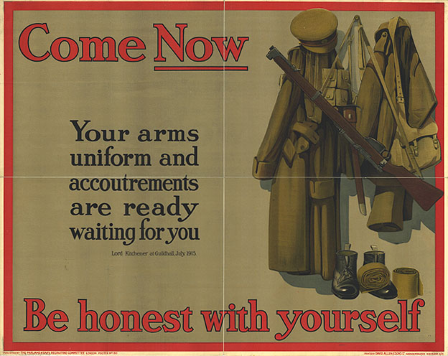 Come Now
Your arms
uniform and
accoutrements
are ready
waiting for you
Lord Kitchener at Guildhall, July 1915
Be honest with yourself